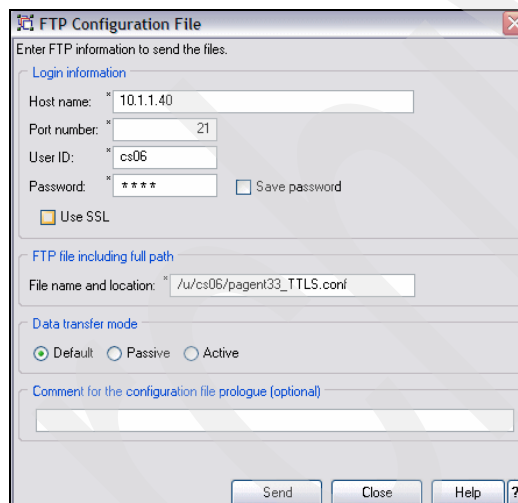 FTP Configuration File
Enter FTP information to send the files.
Login information
Host name: * 10.1.1.40
Port number: * 21
User ID: * cs06
Password: * **** Save password
Use SSL
FTP file including full path
File name and location: * /u/cs06/pagent33_TTLS.conf
Data transfer mode
Default Passive Active
Comment for the configuration file prologue (optional)
Send Close Help ?